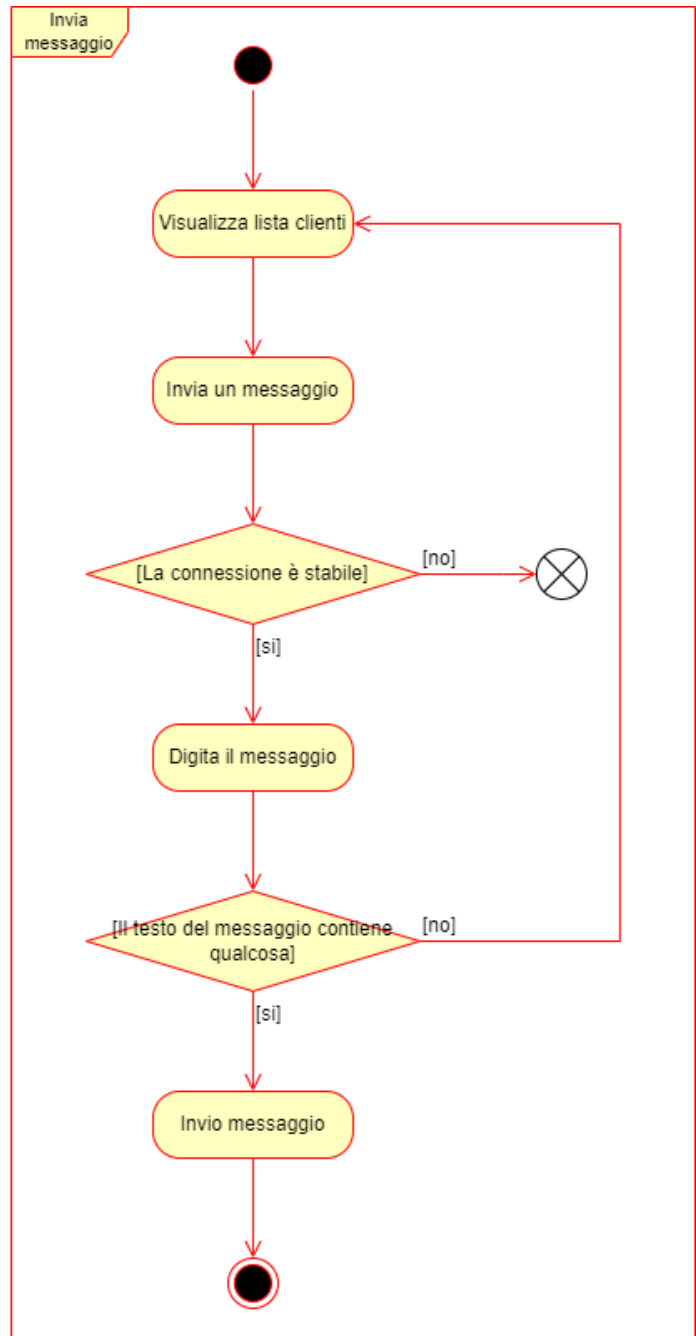 Invia
messaggio
Visualizza lista clienti
Invia un messaggio
[La connessione è stabile]
[no]
[si]
Digita il messaggio
[Il testo del messaggio contiene
qualcosa]
[no]
[si]
Invio messaggio